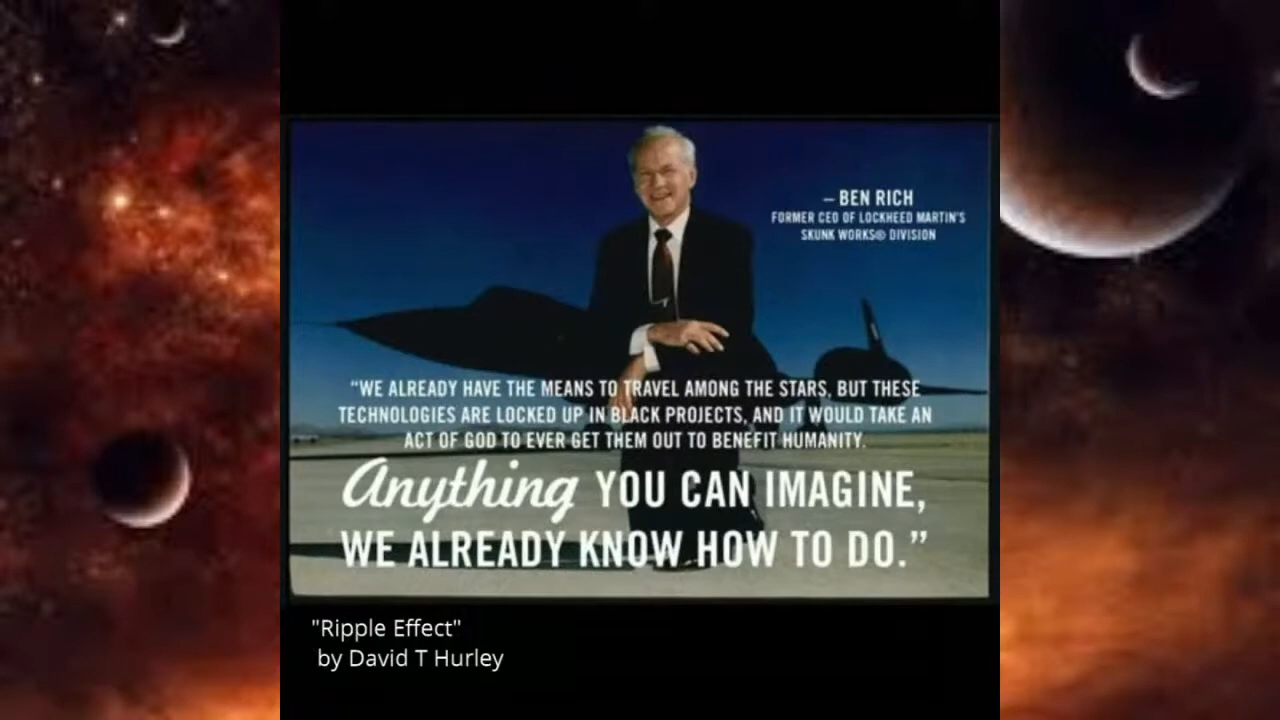 – BEN RICH
FORMER CEO OF LOCKHEED MARTIN'S
SKUNK WORKS® DIVISION
“WE ALREADY HAVE THE MEANS TO TRAVEL AMONG THE STARS, BUT THESE
TECHNOLOGIES ARE LOCKED UP IN BLACK PROJECTS, AND IT WOULD TAKE AN
ACT OF GOD TO EVER GET THEM OUT TO BENEFIT HUMANITY.
Anything YOU CAN IMAGINE,
WE ALREADY KNOW HOW TO DO.”
"Ripple Effect"
by David T Hurley